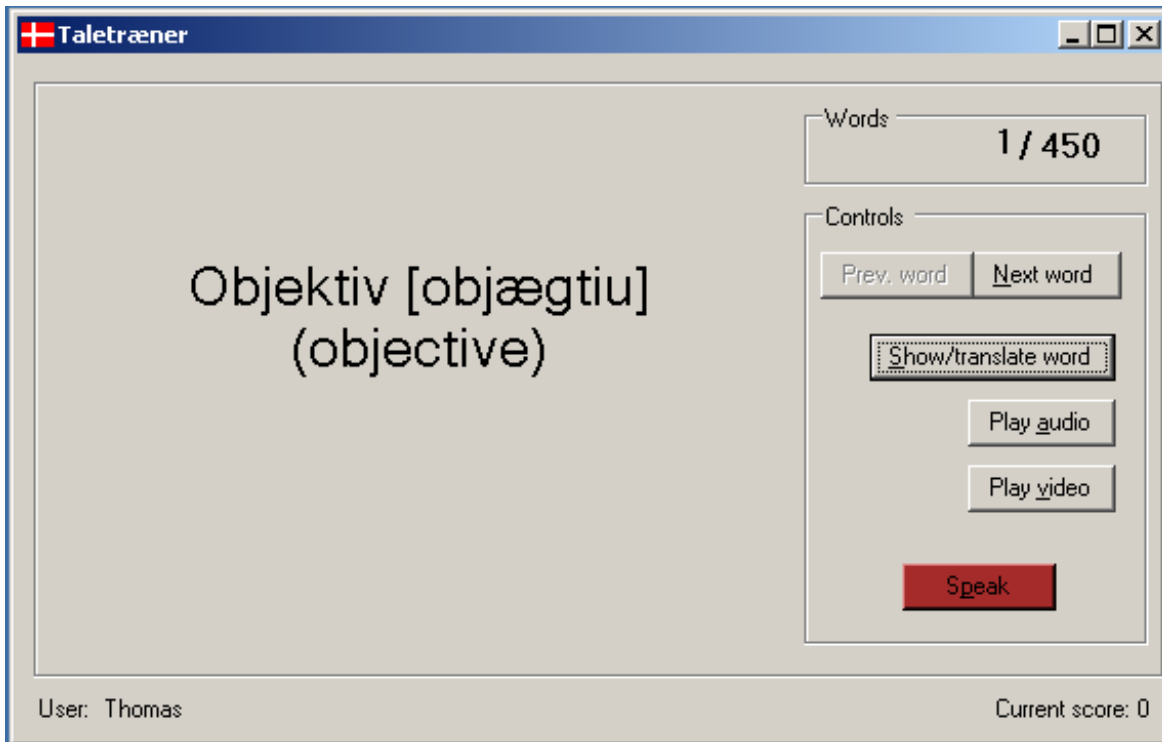 Taletræner
Objektiv [objægtiu]
(objective)
Words
1 / 450
Controls
Prev. word
Next word
Show/translate word
Play audio
Play video
Speak
User: Thomas
Current score: 0